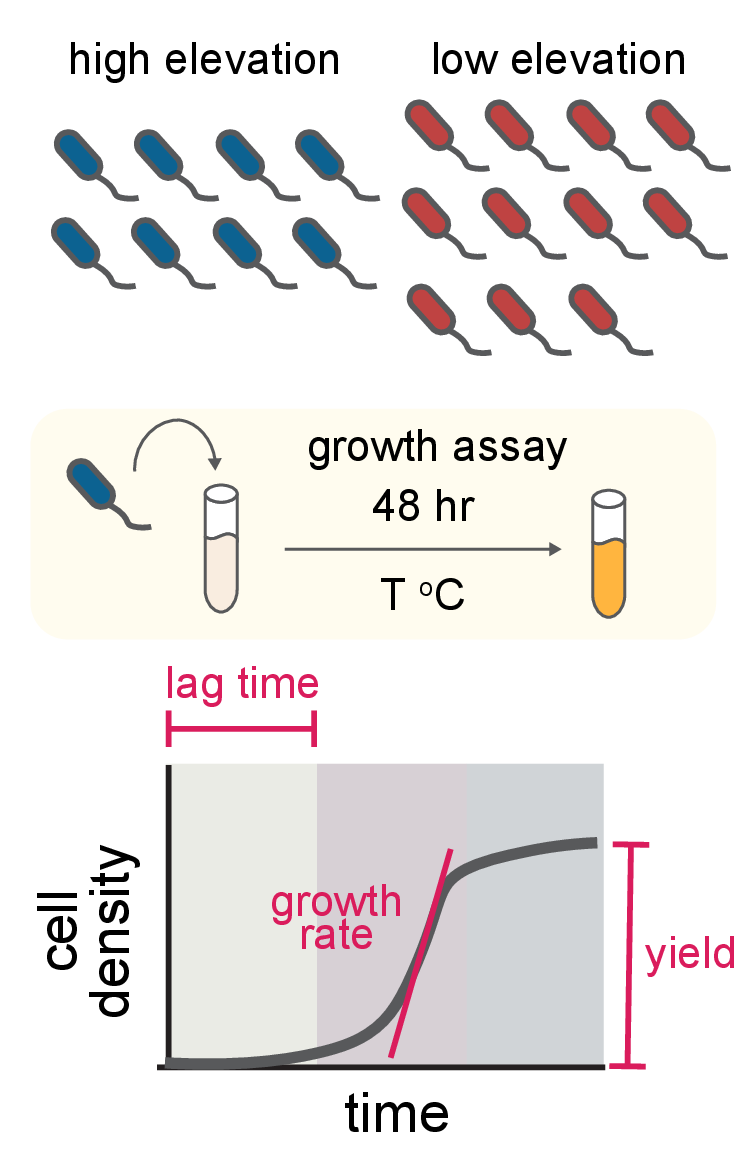 high elevation
low elevation
growth assay
48 hr
T °C
lag time
growth
rate
yield
cell
density
time